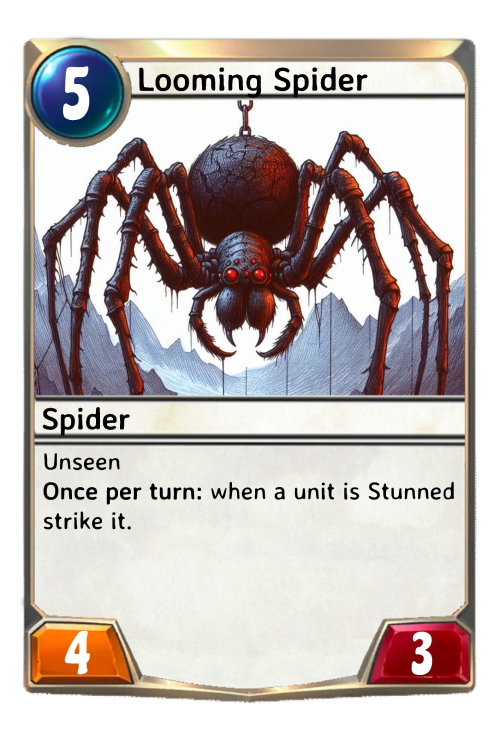 5
Looming Spider
Spider
Unseen
Once per turn: when a unit is Stunned
strike it.
4
3